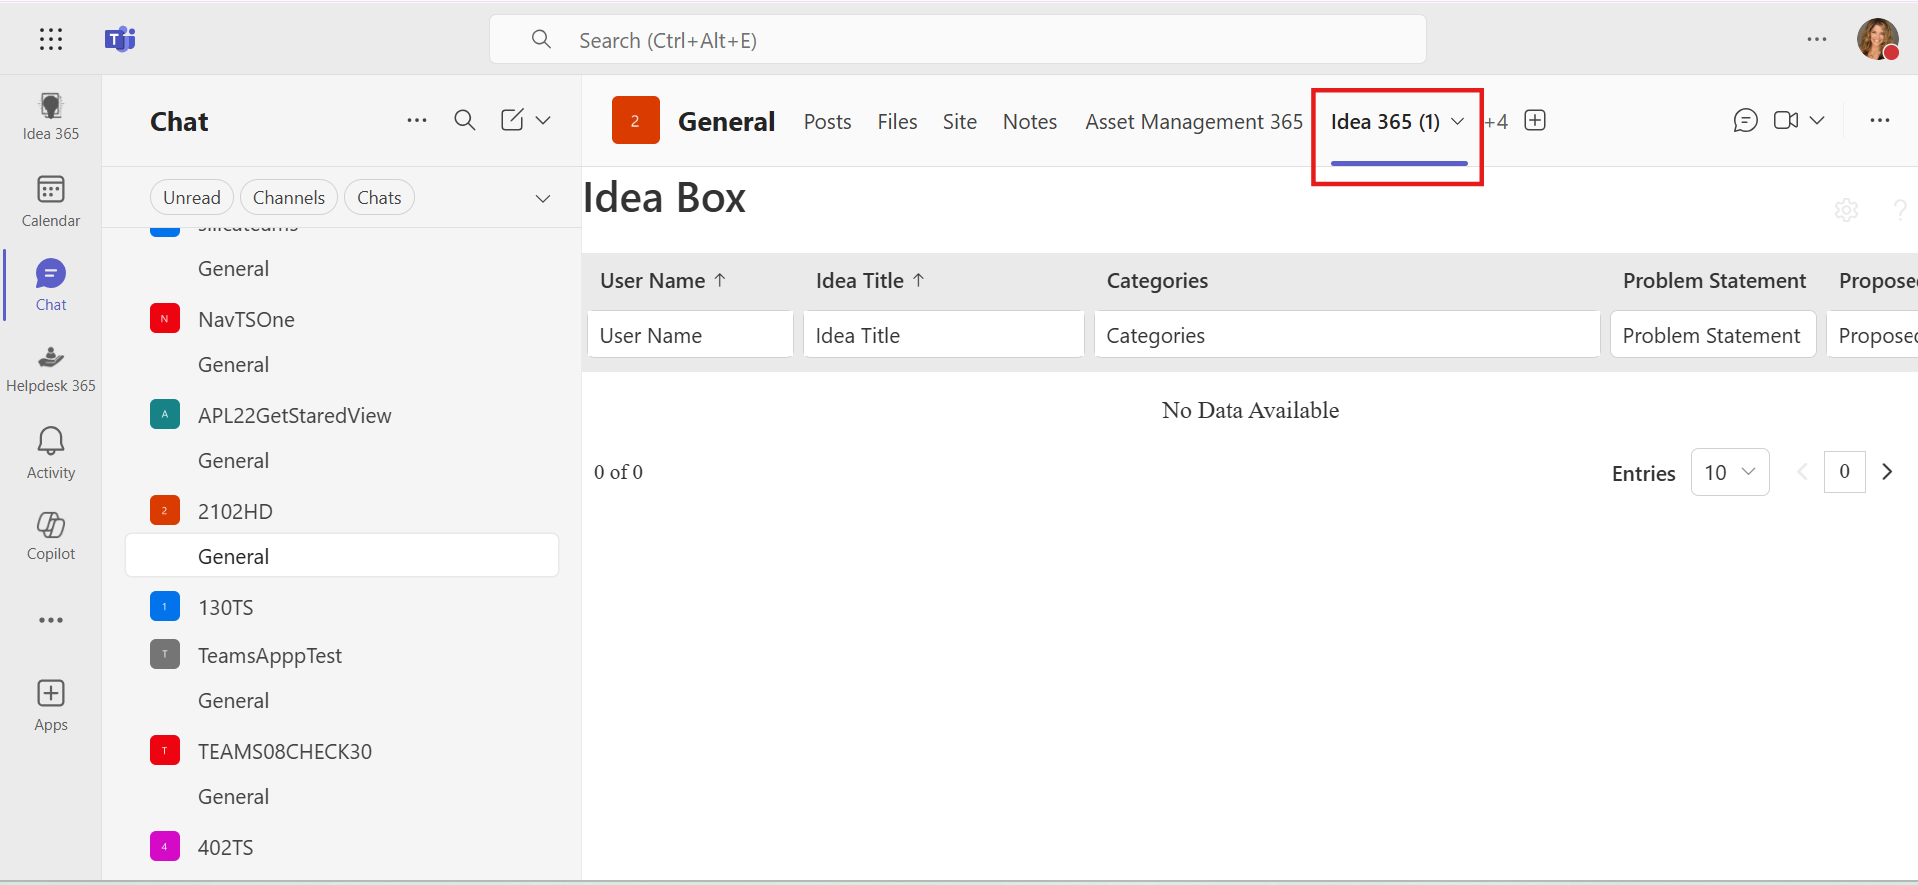 Search (Ctrl+Alt+E)
Idea 365
Calendar
Chat
Helpdesk 365
Activity
Copilot
Apps
Chat
Unread
Channels
Chats
silicateams
General
N
NavTSOne
General
A
APL22GetStaredView
General
2
2102HD
General
1
130TS
T
TeamsApppTest
General
T
TEAMS08CHECK30
General
4
402TS
2
General Posts Files Site Notes Asset Management 365 Idea 365 (1) +4
Idea Box
User Name ↑ Idea Title ↑ Categories Problem Statement Propose
User Name Idea Title Categories Problem Statement Propose
No Data Available
0 of 0 Entries 10 0